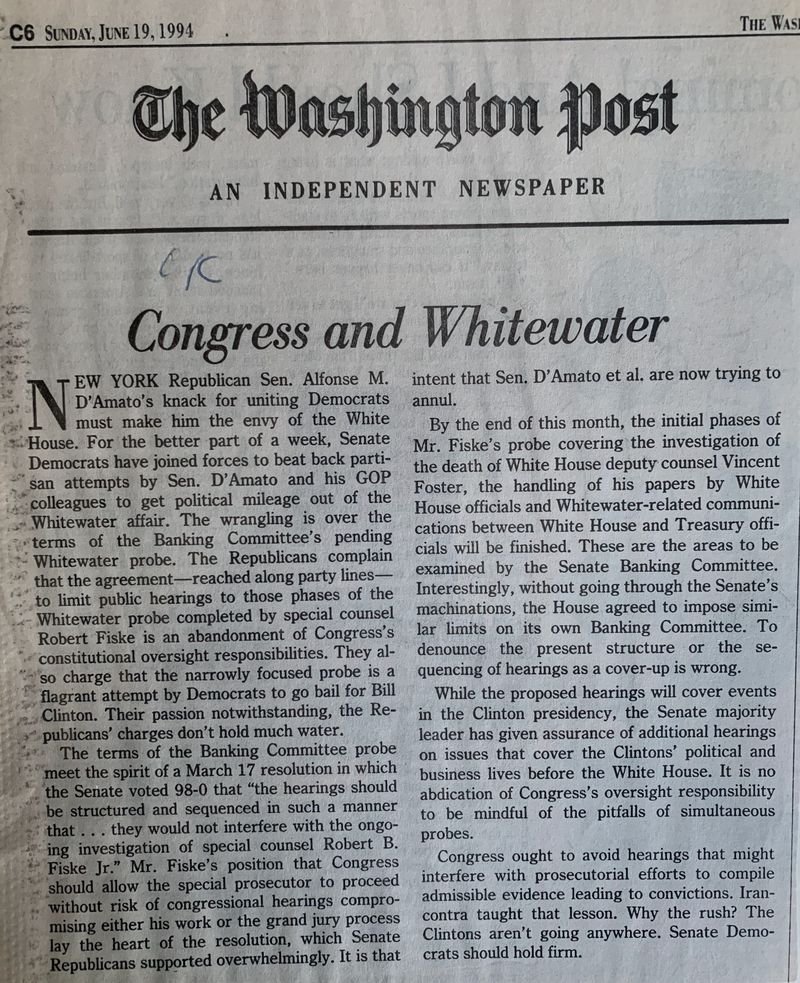 C6 SUNDAY, JUNE 19, 1994
THE WAS
The Washington Post
AN INDEPENDENT NEWSPAPER
Congress and Whitewater
NEW YORK Republican Sen. Alfonse M.
D'Amato's knack for uniting Democrats
must make him the envy of the White
House. For the better part of a week, Senate
Democrats have joined forces to beat back parti-
san attempts by Sen. D'Amato and his GOP
colleagues to get political mileage out of the
Whitewater affair. The wrangling is over the
terms of the Banking Committee's pending
Whitewater probe. The Republicans complain
that the agreement—reached along party lines—
to limit public hearings to those phases of the
Whitewater probe completed by special counsel
Robert Fiske is an abandonment of Congress's
constitutional oversight responsibilities. They al-
so charge that the narrowly focused probe is a
flagrant attempt by Democrats to go bail for Bill
Clinton. Their passion notwithstanding, the Re-
publicans' charges don't hold much water.
The terms of the Banking Committee probe
meet the spirit of a March 17 resolution in which
the Senate voted 98-0 that "the hearings should
be structured and sequenced in such a manner
that . . . they would not interfere with the ongo-
ing investigation of special counsel Robert B.
Fiske Jr." Mr. Fiske's position that Congress
should allow the special prosecutor to proceed
without risk of congressional hearings compro-
mising either his work or the grand jury process
lay the heart of the resolution, which Senate
Republicans supported overwhelmingly. It is that
intent that Sen. D'Amato et al. are now trying to
annul.
By the end of this month, the initial phases of
Mr. Fiske's probe covering the investigation of
the death of White House deputy counsel Vincent
Foster, the handling of his papers by White
House officials and Whitewater-related communi-
cations between White House and Treasury offi-
cials will be finished. These are the areas to be
examined by the Senate Banking Committee.
Interestingly, without going through the Senate's
machinations, the House agreed to impose simi-
lar limits on its own Banking Committee. To
denounce the present structure or the se-
quencing of hearings as a cover-up is wrong.
While the proposed hearings will cover events
in the Clinton presidency, the Senate majority
leader has given assurance of additional hearings
on issues that cover the Clintons' political and
business lives before the White House. It is no
abdication of Congress's oversight responsibility
to be mindful of the pitfalls of simultaneous
probes.
Congress ought to avoid hearings that might
interfere with prosecutorial efforts to compile
admissible evidence leading to convictions. Iran-
contra taught that lesson. Why the rush? The
Clintons aren't going anywhere. Senate Demo-
crats should hold firm.